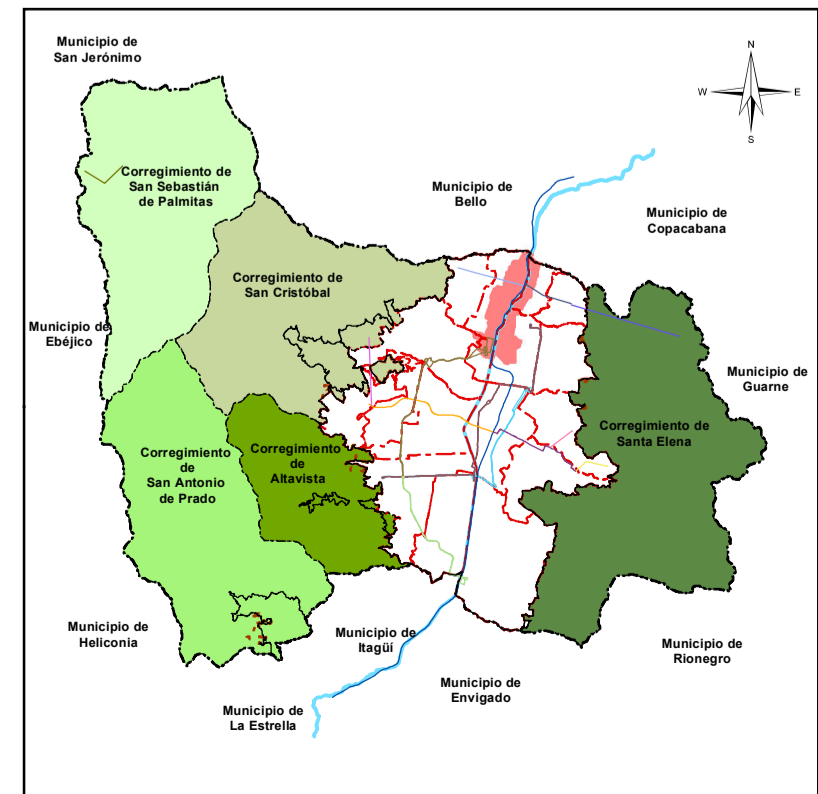 Municipio de
San Jerónimo
N
W
E
S
Corregimiento de
San Sebastián
de Palmitas
Municipio de
Bello
Municipio de
Copacabana
Corregimiento de
San Cristóbal
Municipio de
Ebéjico
Municipio de
Guarne
Corregimiento de
Santa Elena
Corregimiento
de
San Antonio
de Prado
Corregimiento
de
Altavista
Municipio de
Heliconia
Municipio de
Itagüí
Municipio de
Rionegro
Municipio de
Envigado
Municipio de
La Estrella